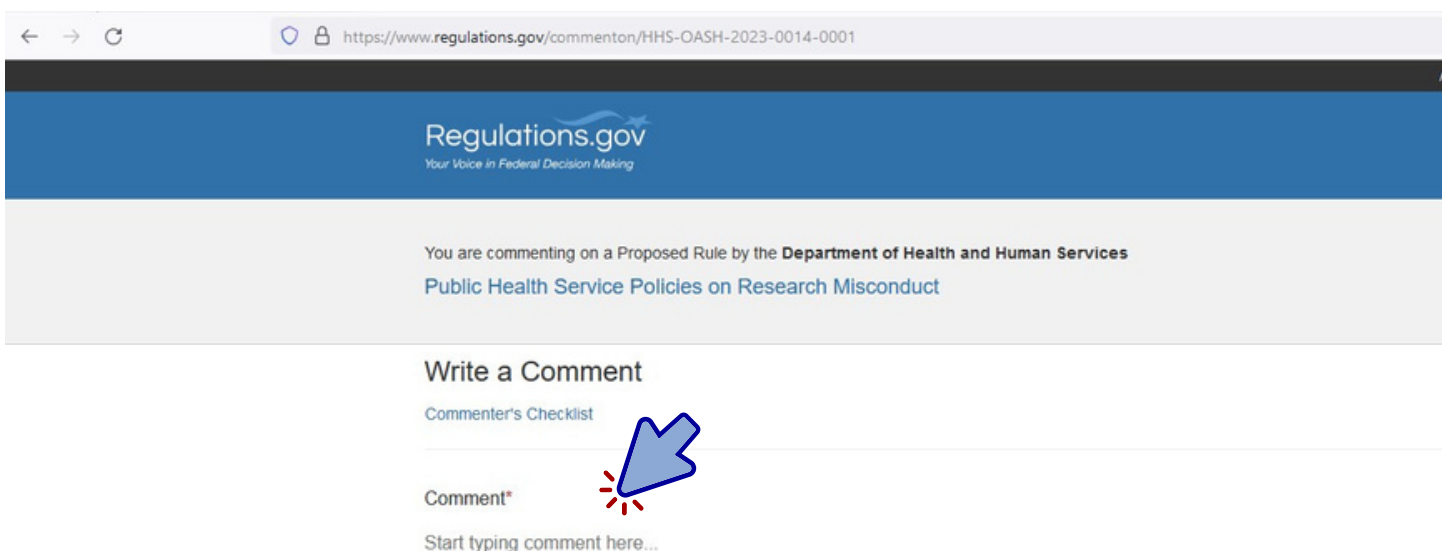 https://www.regulations.gov/commenton/HHS-OASH-2023-0014-0001
Regulations.gov
Your Voice in Federal Decision Making
You are commenting on a Proposed Rule by the Department of Health and Human Services
Public Health Service Policies on Research Misconduct
Write a Comment
Commenter's Checklist
Comment*
Start typing comment here...